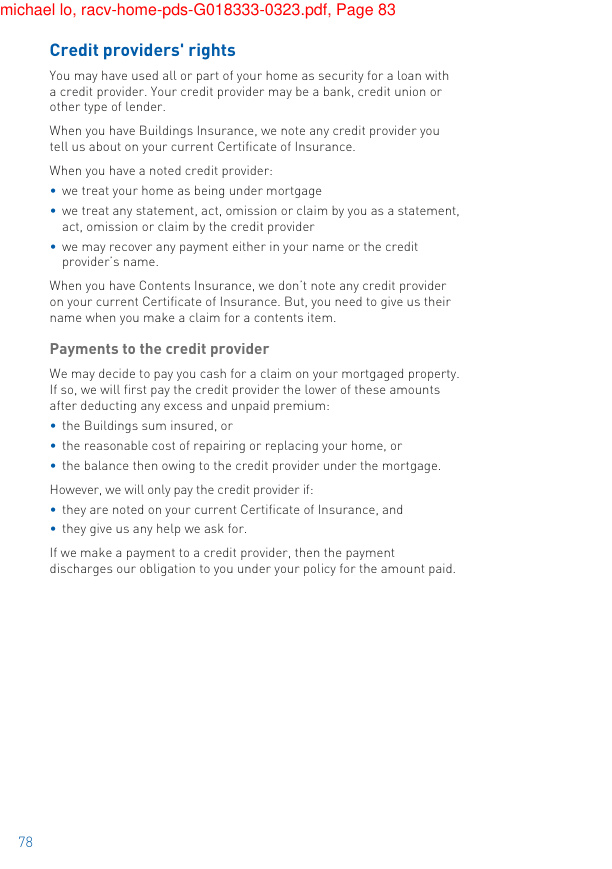 michael lo, racv-home-pds-G018333-0323.pdf, Page 83
Credit providers' rights
You may have used all or part of your home as security for a loan with
a credit provider. Your credit provider may be a bank, credit union or
other type of lender.
When you have Buildings Insurance, we note any credit provider you
tell us about on your current Certificate of Insurance.
When you have a noted credit provider:
• we treat your home as being under mortgage
• we treat any statement, act, omission or claim by you as a statement,
act, omission or claim by the credit provider
• we may recover any payment either in your name or the credit
provider's name.
When you have Contents Insurance, we don't note any credit provider
on your current Certificate of Insurance. But, you need to give us their
name when you make a claim for a contents item.
Payments to the credit provider
We may decide to pay you cash for a claim on your mortgaged property.
If so, we will first pay the credit provider the lower of these amounts
after deducting any excess and unpaid premium:
• the Buildings sum insured, or
• the reasonable cost of repairing or replacing your home, or
• the balance then owing to the credit provider under the mortgage.
However, we will only pay the credit provider if:
• they are noted on your current Certificate of Insurance, and
• they give us any help we ask for.
If we make a payment to a credit provider, then the payment
discharges our obligation to you under your policy for the amount paid.
78